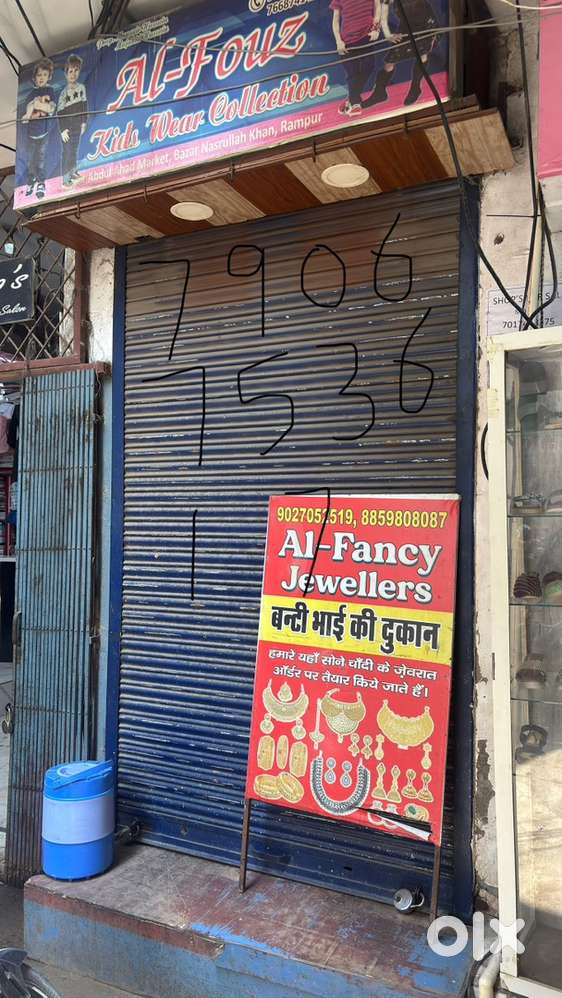 Al-Fouz
Kids Wear Collection
Abdul Ahad Market, Bazar Nasrullah Khan, Rampur
7906
7536
17
Salon
8859808087
Al-Fancy
Jewellers
बन्टी भाई की दुकान
हमारे यहाँ सोने चाँदी के ज़ेवरात
ऑर्डर पर तैयार किये जाते हैं।
olx